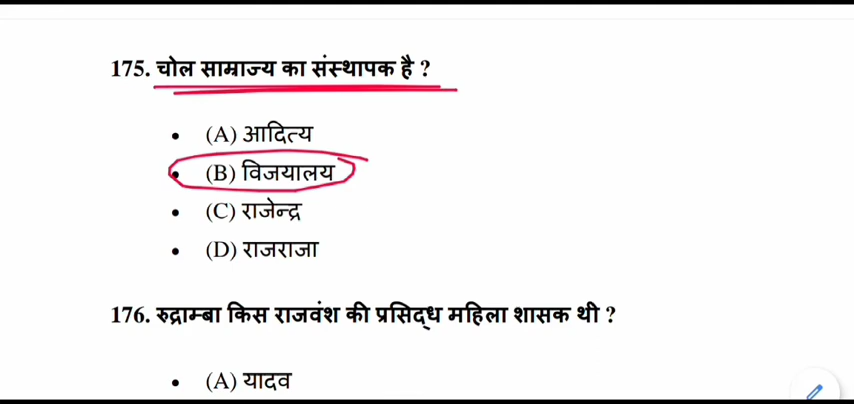 175. चोल साम्राज्य का संस्थापक है ?
• (A) आदित्य
• (B) विजयालय
• (C) राजेन्द्र
• (D) राजराजा
176. रुद्राम्बा किस राजवंश की प्रसिद्ध महिला शासक थी ?
• (A) यादव